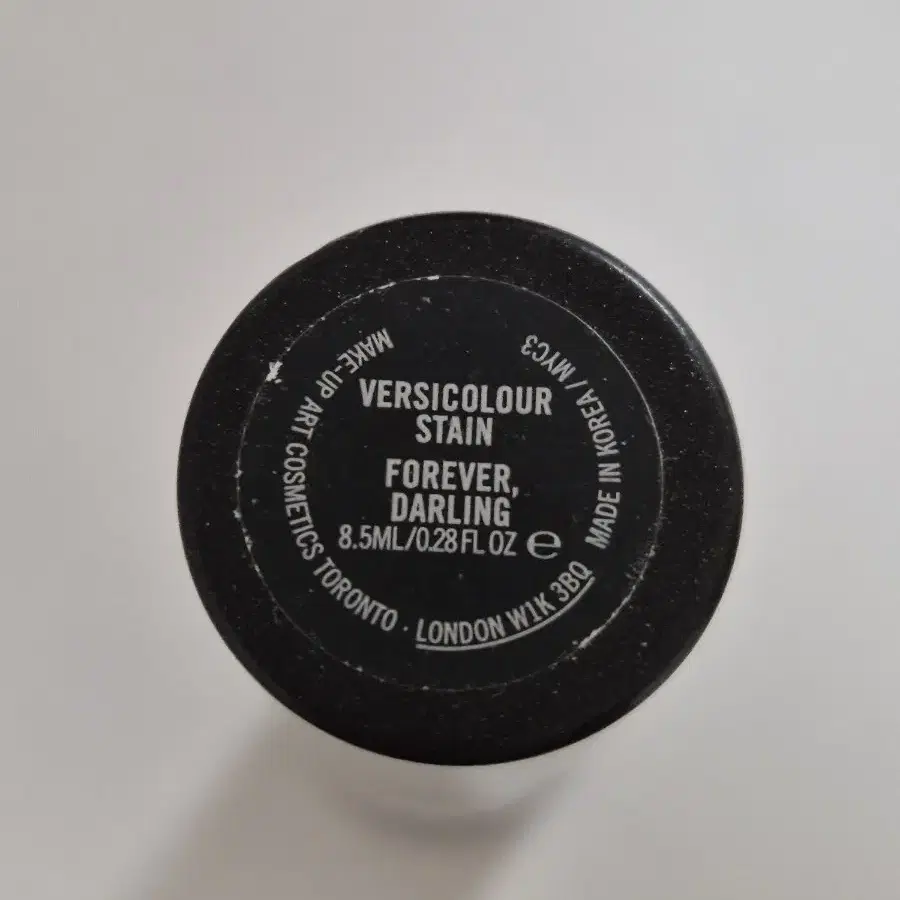 VERSICOLOUR
STAIN
FOREVER,
DARLING
8.5ML/0.28 FL OZ e
MAKE-UP ART COSMETICS TORONTO · LONDON W1K 3BQ
MADE IN KOREA / MYC3